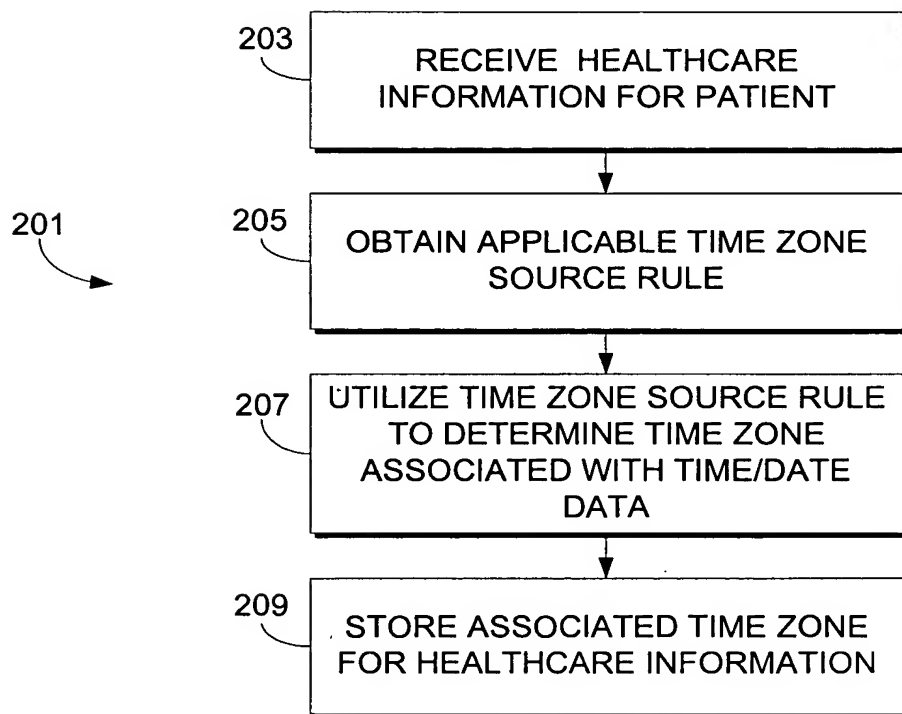 203
RECEIVE HEALTHCARE
INFORMATION FOR PATIENT
201
205
OBTAIN APPLICABLE TIME ZONE
SOURCE RULE
207
UTILIZE TIME ZONE SOURCE RULE
TO DETERMINE TIME ZONE
ASSOCIATED WITH TIME/DATE
DATA
209
STORE ASSOCIATED TIME ZONE
FOR HEALTHCARE INFORMATION